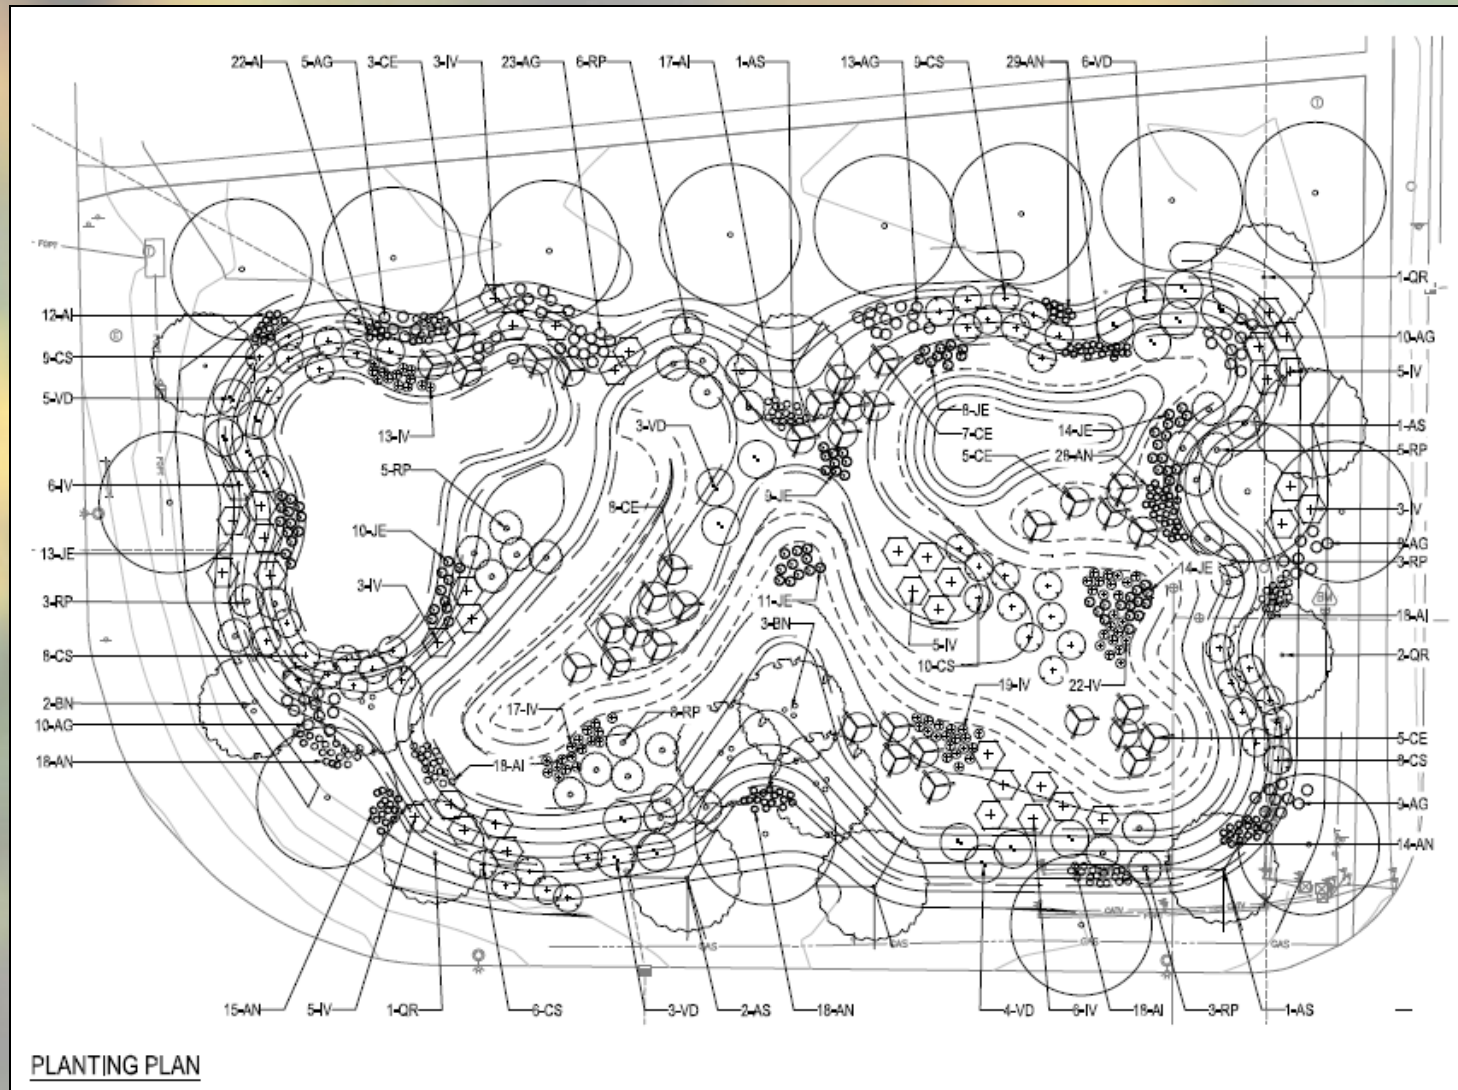 22-AI 5-AG 3-CE 3-IV 23-AG 6-RP 17-AI 1-AS 13-AG 9-CS 29-AN 6-VD
1-QR
12-AI
10-AG
9-CS
5-IV
5-VD
8-JE
3-VD
1-AS
13-IV
7-CE
14-JE
5-RP
5-CE
28-AN
5-RP
6-IV
9-JE
8-CE
3-IV
10-JE
13-JE
3-RP
14-JE
3-IV
3-RP
11-JE
18-AI
3-BN
5-IV
8-CS
10-CS
2-QR
19-IV
22-IV
2-BN
17-IV
8-RP
10-AG
5-CE
18-AN
18-AI
8-CS
9-AG
14-AN
CATV
GAS GAS GAS GAS
15-AN 5-IV 1-QR 6-CS 3-VD 2-AS 18-AN 4-VD 6-IV 18-AI 3-RP 1-AS
PLANTING PLAN